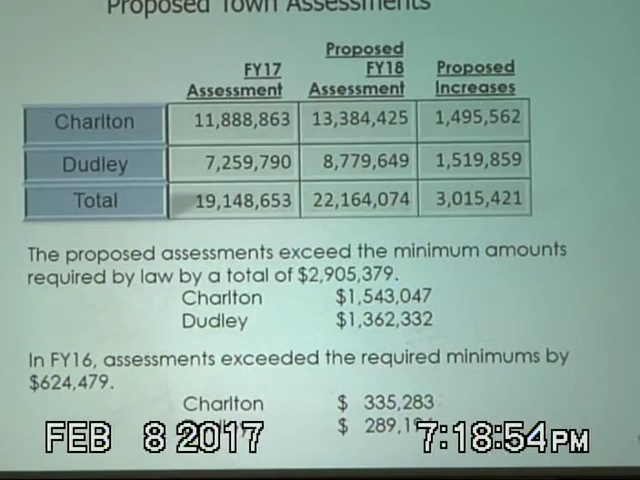 Proposed Town Assessments
Proposed
FY17 FY18 Proposed
Assessment Assessment Increases
Charlton 11,888,863 13,384,425 1,495,562
Dudley 7,259,790 8,779,649 1,519,859
Total 19,148,653 22,164,074 3,015,421
The proposed assessments exceed the minimum amounts
required by law by a total of $2,905,379.
Charlton $1,543,047
Dudley $1,362,332
In FY16, assessments exceeded the required minimums by
$624,479.
Charlton $ 335,283
$
FEB 8 2017 7:18:54 PM